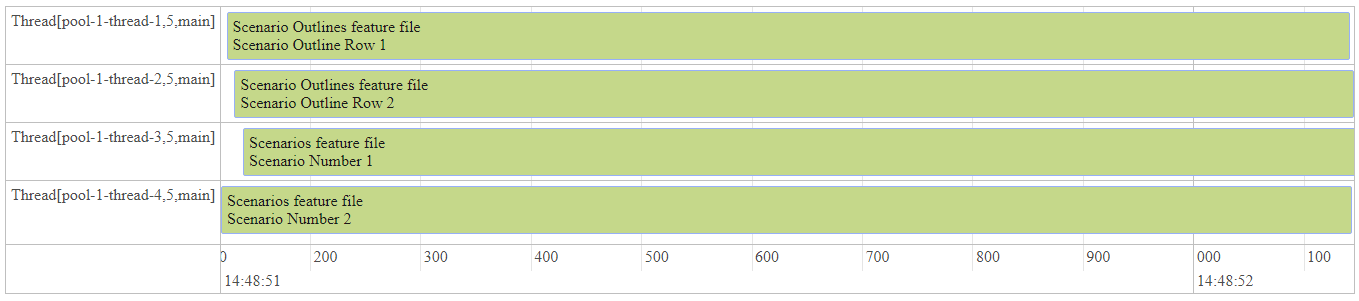 Thread[pool-1-thread-1,5,main]
Scenario Outlines feature file
Scenario Outline Row 1
Thread[pool-1-thread-2,5,main]
Scenario Outlines feature file
Scenario Outline Row 2
Thread[pool-1-thread-3,5,main]
Scenarios feature file
Scenario Number 1
Thread[pool-1-thread-4,5,main]
Scenarios feature file
Scenario Number 2
0 200 300 400 500 600 700 800 900 000 100
14:48:51 14:48:52